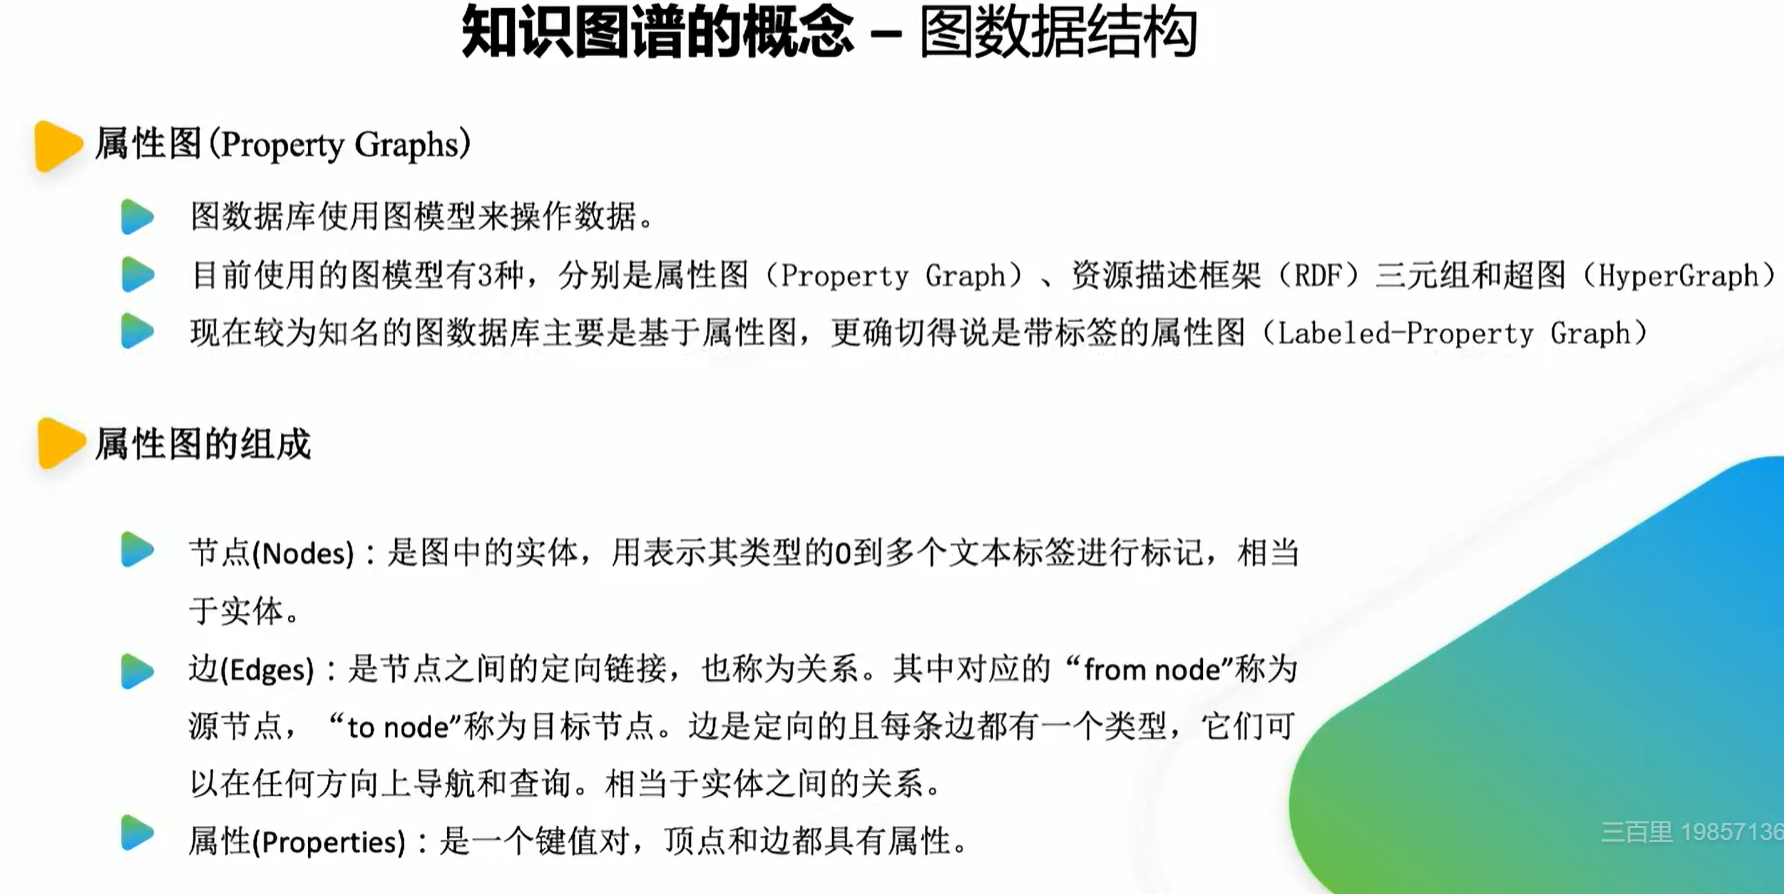 知识图谱的概念 – 图数据结构
属性图(Property Graphs)
图数据库使用图模型来操作数据。
目前使用的图模型有3种，分别是属性图（Property Graph）、资源描述框架（RDF）三元组和超图（HyperGraph）
现在较为知名的图数据库主要是基于属性图，更确切得说是带标签的属性图（Labeled-Property Graph）
属性图的组成
节点(Nodes)：是图中的实体，用表示其类型的0到多个文本标签进行标记，相当
于实体。
边(Edges)：是节点之间的定向链接，也称为关系。其中对应的“from node”称为
源节点，“to node”称为目标节点。边是定向的且每条边都有一个类型，它们可
以在任何方向上导航和查询。相当于实体之间的关系。
属性(Properties)：是一个键值对，顶点和边都具有属性。
三百里 19857136